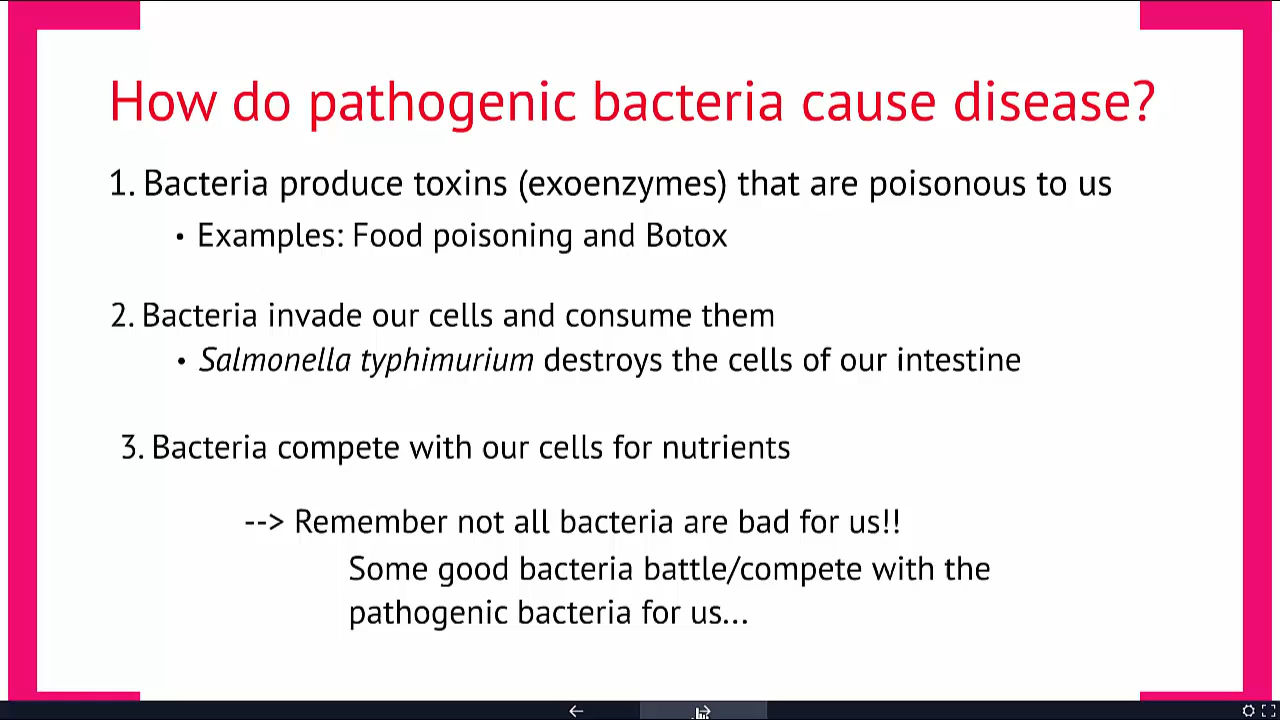 How do pathogenic bacteria cause disease?
1. Bacteria produce toxins (exoenzymes) that are poisonous to us
• Examples: Food poisoning and Botox
2. Bacteria invade our cells and consume them
• Salmonella typhimurium destroys the cells of our intestine
3. Bacteria compete with our cells for nutrients
--> Remember not all bacteria are bad for us!!
Some good bacteria battle/compete with the
pathogenic bacteria for us...